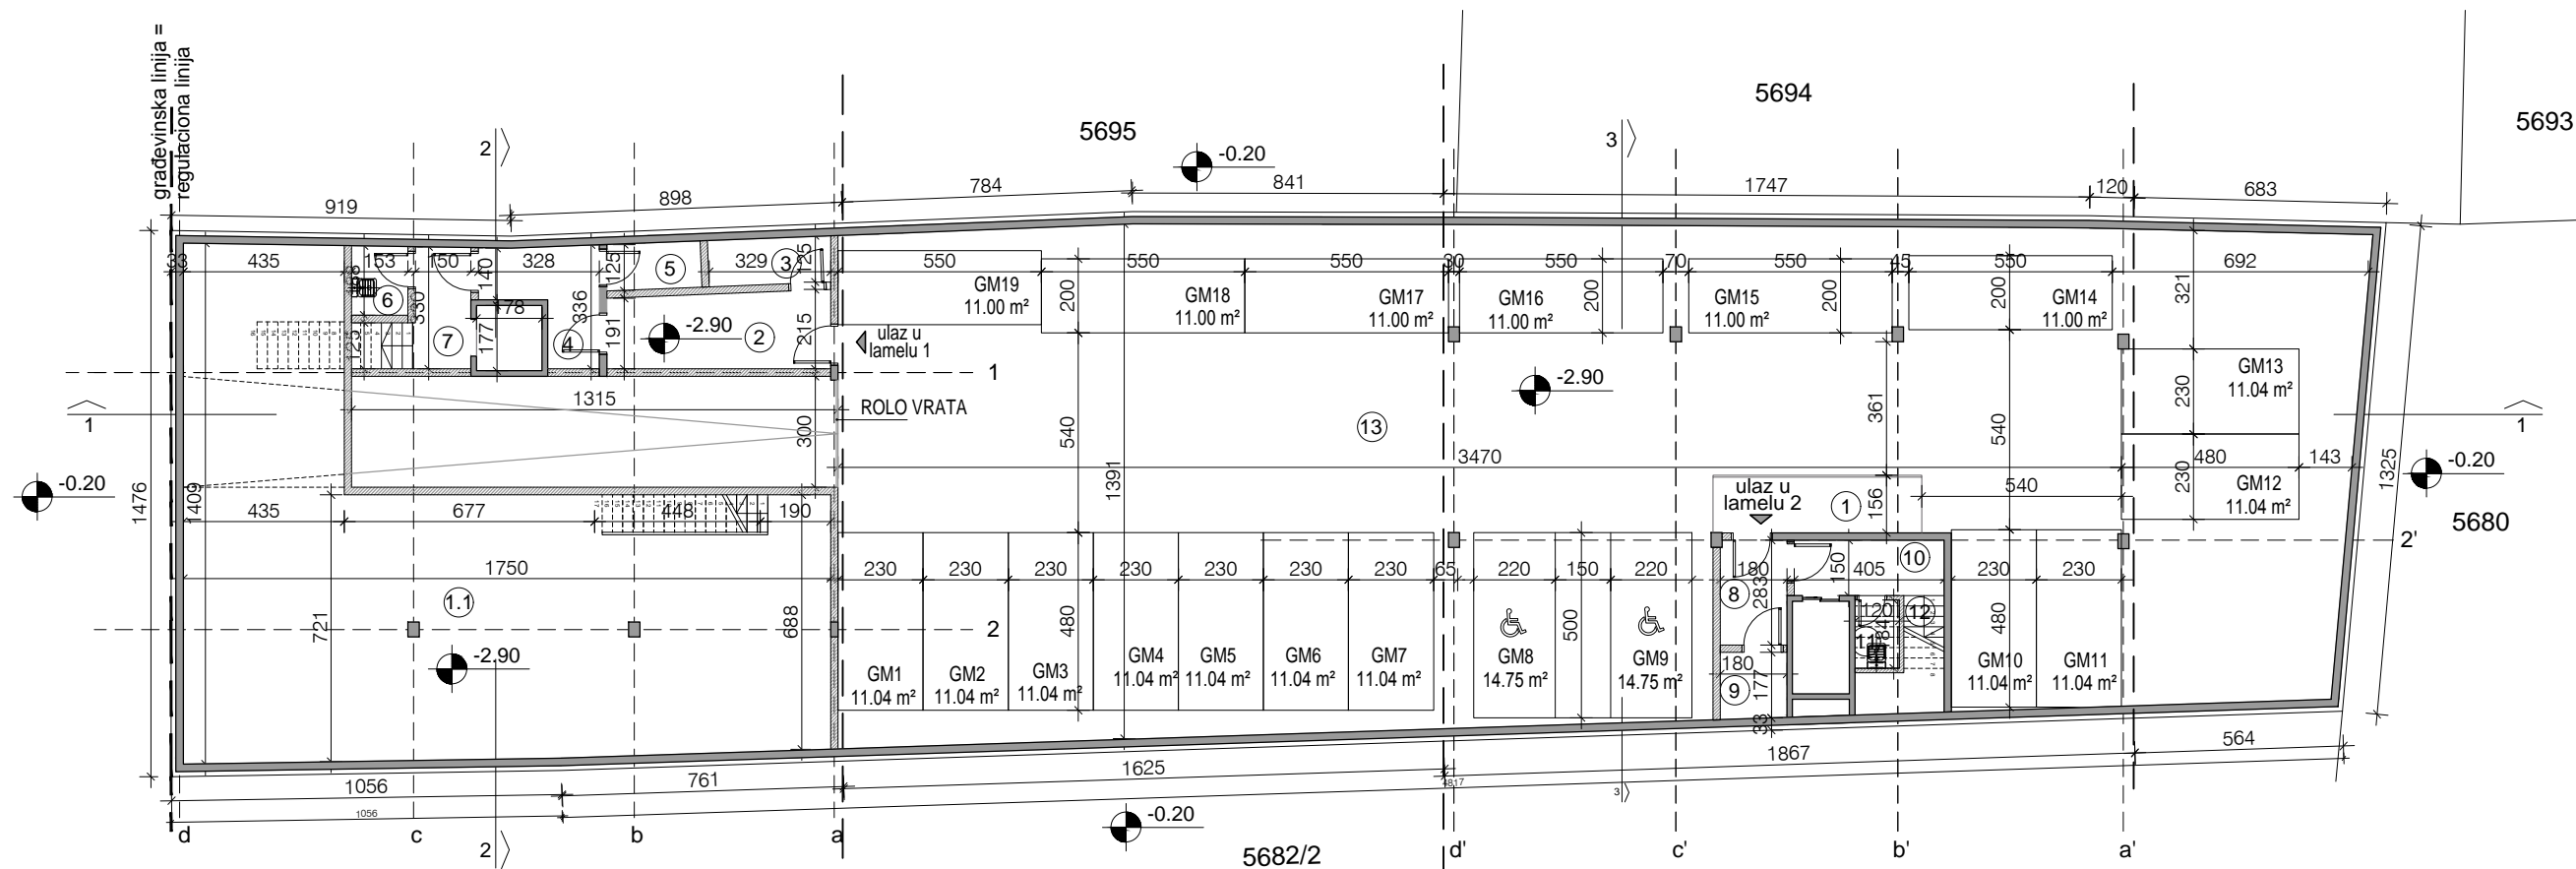 građevinska linija =
regulaciona linija
5695
5694
5693
5680
5682/2
-0.20
-0.20
-0.20
-0.20
2
3
919
898
784
841
1747
120
683
33
435
153
150
328
329
550
550
550
30
550
70
550
45
550
692
140
125
125
330
336
178
177
191
215
125
200
200
200
200
321
5
3
6
7
4
2
-2.90
GM19
11.00 m²
GM18
11.00 m²
GM17
11.00 m²
GM16
11.00 m²
GM15
11.00 m²
GM14
11.00 m²
GM13
11.04 m²
GM12
11.04 m²
ulaz u
lamelu 1
1
1
1
1315
ROLO VRATA
300
540
1391
13
-2.90
361
540
230
230
3470
480
143
1325
1476
1409
435
677
448
190
ulaz u
lamelu 2
1
156
540
2'
1750
1.1
721
688
-2.90
2
230
230
230
230
230
230
230
65
220
150
220
180
405
230
230
480
500
480
283
150
120
184
180
177
33
8
9
10
11
12
GM1
11.04 m²
GM2
11.04 m²
GM3
11.04 m²
GM4
11.04 m²
GM5
11.04 m²
GM6
11.04 m²
GM7
11.04 m²
GM8
14.75 m²
GM9
14.75 m²
GM10
11.04 m²
GM11
11.04 m²
1056
761
1625
1867
564
1056
4817
3
d
c
b
a
d'
c'
b'
a'
2